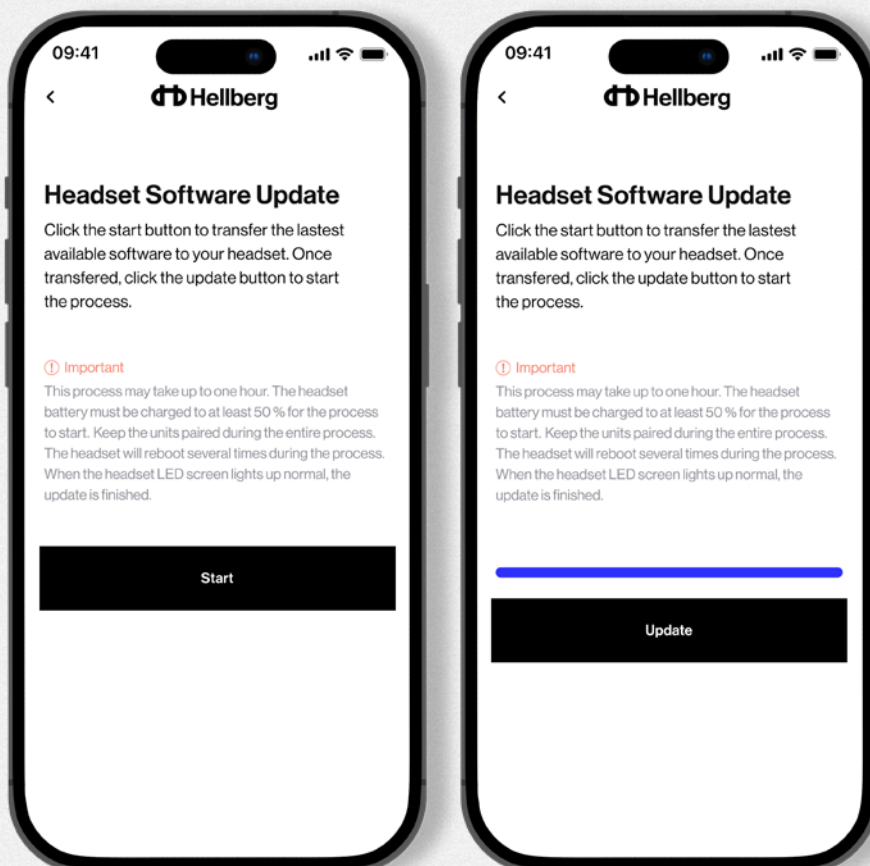 09:41
Hellberg
Headset Software Update
Click the start button to transfer the lastest
available software to your headset. Once
transfered, click the update button to start
the process.
Important
This process may take up to one hour. The headset
battery must be charged to at least 50 % for the process
to start. Keep the units paired during the entire process.
The headset will reboot several times during the process.
When the headset LED screen lights up normal, the
update is finished.
Start
09:41
Hellberg
Headset Software Update
Click the start button to transfer the lastest
available software to your headset. Once
transfered, click the update button to start
the process.
Important
This process may take up to one hour. The headset
battery must be charged to at least 50 % for the process
to start. Keep the units paired during the entire process.
The headset will reboot several times during the process.
When the headset LED screen lights up normal, the
update is finished.
Update